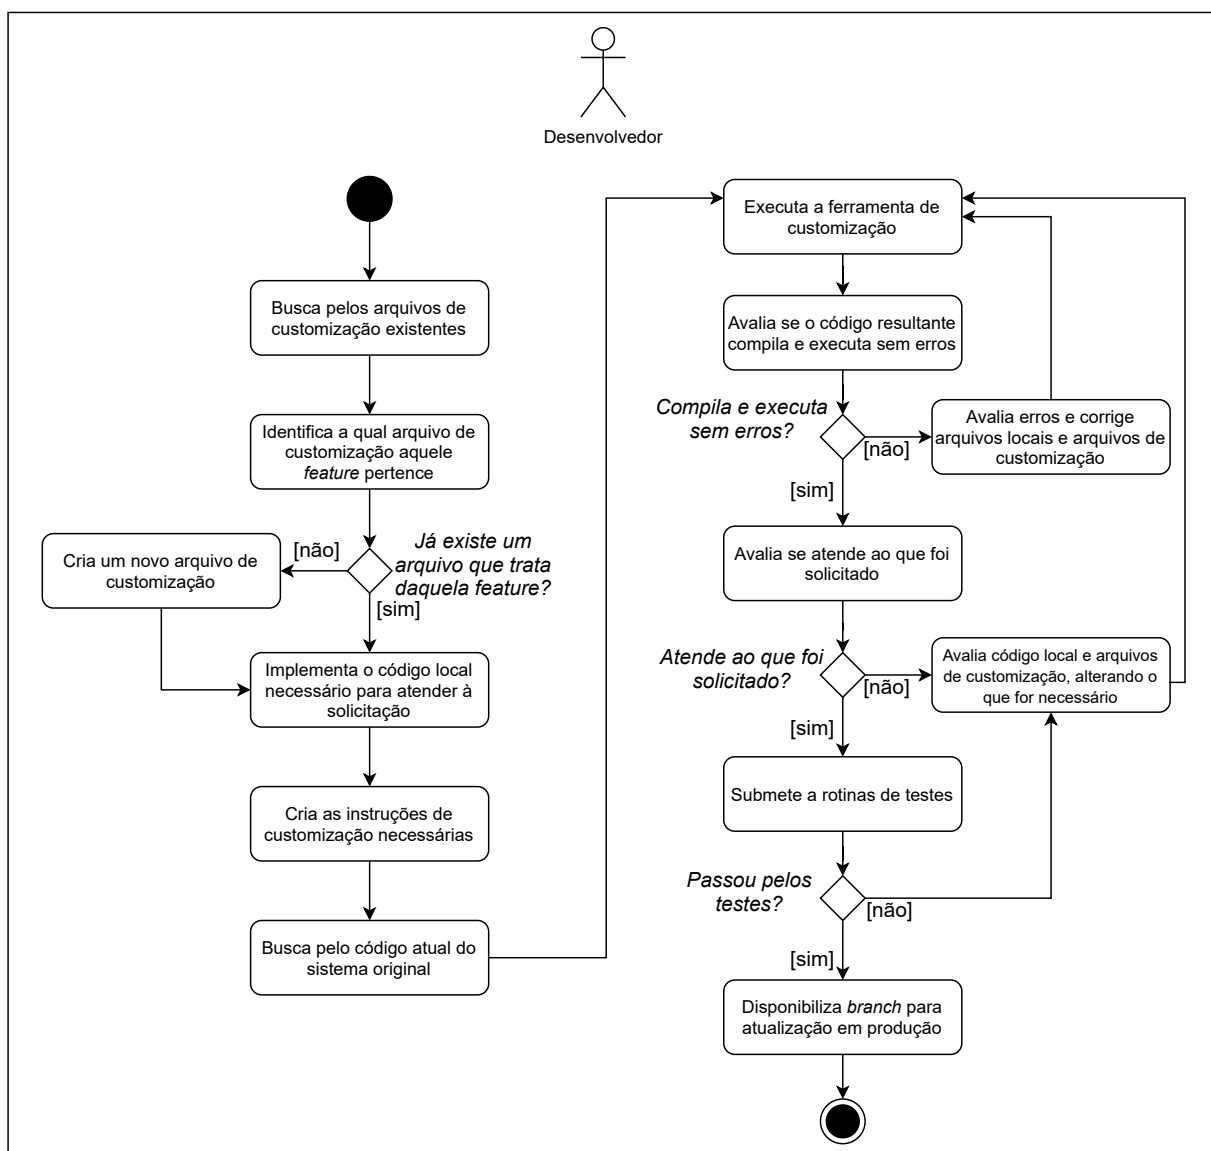 Desenvolvedor
Busca pelos arquivos de
customização existentes
Identifica a qual arquivo de
customização aquele
feature pertence
Já existe um
arquivo que trata
daquela feature?
[não]
[sim]
Cria um novo arquivo de
customização
Implementa o código local
necessário para atender à
solicitação
Cria as instruções de
customização necessárias
Busca pelo código atual do
sistema original
Executa a ferramenta de
customização
Avalia se o código resultante
compila e executa sem erros
Compila e executa
sem erros?
[não]
[sim]
Avalia erros e corrige
arquivos locais e arquivos de
customização
Avalia se atende ao que foi
solicitado
Atende ao que foi
solicitado?
[não]
[sim]
Avalia código local e arquivos
de customização, alterando o
que for necessário
Submete a rotinas de testes
Passou pelos
testes?
[não]
[sim]
Disponibiliza branch para
atualização em produção